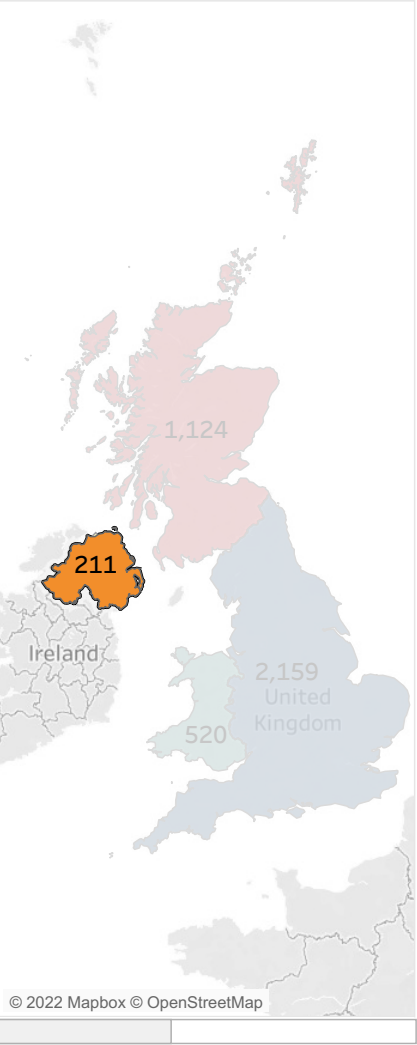 1,124
211
Ireland
2,159
United
Kingdom
520
© 2022 Mapbox © OpenStreetMap